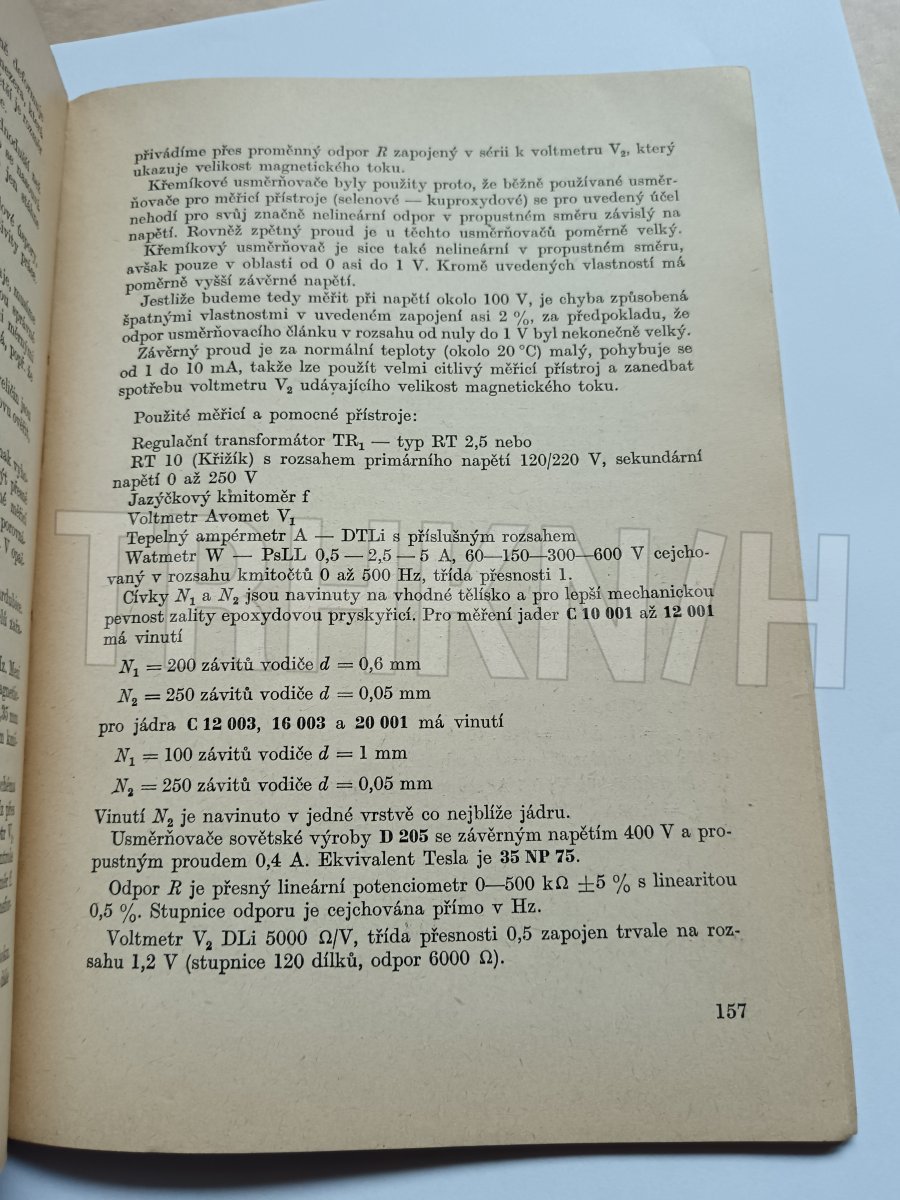 přivádíme přes proměnný odpor R zapojený v sérii k voltmetru V₂, který
ukazuje velikost magnetického toku.
Křemíkové usměrňovače byly použity proto, že běžně používané usměr-
ňovače pro měřicí přístroje (selenové — kuproxydové) se pro uvedený účel
nehodí pro svůj značně nelineární odpor v propustném směru závislý na
napětí. Rovněž zpětný proud je u těchto usměrňovačů poměrně velký.
Křemíkový usměrňovač je sice také nelineární v propustném směru,
avšak pouze v oblasti od 0 asi do 1 V. Kromě uvedených vlastností má
poměrně vyšší závěrné napětí.
Jestliže budeme tedy měřit při napětí okolo 100 V, je chyba způsobená
špatnými vlastnostmi v uvedeném zapojení asi 2 %, za předpokladu, že
odpor usměrňovacího článku v rozsahu od nuly do 1 V byl nekonečně velký.
Závěrný proud je za normální teploty (okolo 20 °C) malý, pohybuje se
od 1 do 10 mA, takže lze použít velmi citlivý měřicí přístroj a zanedbat
spotřebu voltmetru V₂ udávajícího velikost magnetického toku.
Použité měřicí a pomocné přístroje:
Regulační transformátor TR₁ — typ RT 2,5 nebo
RT 10 (Křižík) s rozsahem primárního napětí 120/220 V, sekundární
napětí 0 až 250 V
Jazýčkový kmitoměr f
Voltmetr Avomet V₁
Tepelný ampérmetr A — DTLi s příslušným rozsahem
Watmetr W — PsLL 0,5 — 2,5 — 5 A, 60—150—300—600 V cejcho-
vaný v rozsahu kmitočtů 0 až 500 Hz, třída přesnosti 1.
Cívky N₁ a N₂ jsou navinuty na vhodné tělísko a pro lepší mechanickou
pevnost zality epoxydovou pryskyřicí. Pro měření jader C 10 001 až 12 001
má vinutí
N₁ = 200 závitů vodiče d = 0,6 mm
N₂ = 250 závitů vodiče d = 0,05 mm
pro jádra C 12 003, 16 003 a 20 001 má vinutí
N₁ = 100 závitů vodiče d = 1 mm
N₂ = 250 závitů vodiče d = 0,05 mm
Vinutí N₂ je navinuto v jedné vrstvě co nejblíže jádru.
Usměrňovače sovětské výroby D 205 se závěrným napětím 400 V a pro-
pustným proudem 0,4 A. Ekvivalent Tesla je 35 NP 75.
Odpor R je přesný lineární potenciometr 0—500 kΩ ±5 % s linearitou
0,5 %. Stupnice odporu je cejchována přímo v Hz.
Voltmetr V₂ DLi 5000 Ω/V, třída přesnosti 0,5 zapojen trvale na roz-
sahu 1,2 V (stupnice 120 dílků, odpor 6000 Ω).
157